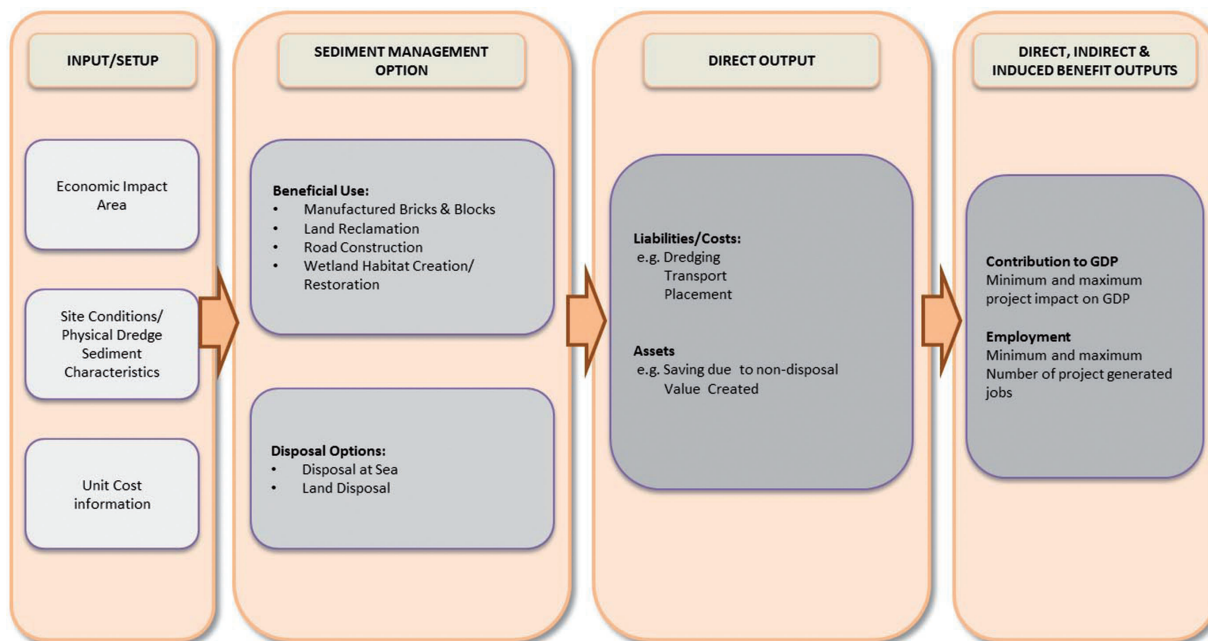 INPUT/SETUP
Economic Impact
Area
Site Conditions/
Physical Dredge
Sediment
Characteristics
Unit Cost
information
SEDIMENT MANAGEMENT
OPTION
Beneficial Use:
• Manufactured Bricks & Blocks
• Land Reclamation
• Road Construction
• Wetland Habitat Creation/
Restoration
Disposal Options:
• Disposal at Sea
• Land Disposal
DIRECT OUTPUT
Liabilities/Costs:
e.g. Dredging
Transport
Placement
Assets
e.g. Saving due to non-disposal
Value Created
DIRECT, INDIRECT &
INDUCED BENEFIT OUTPUTS
Contribution to GDP
Minimum and maximum
project impact on GDP
Employment
Minimum and maximum
Number of project generated
jobs